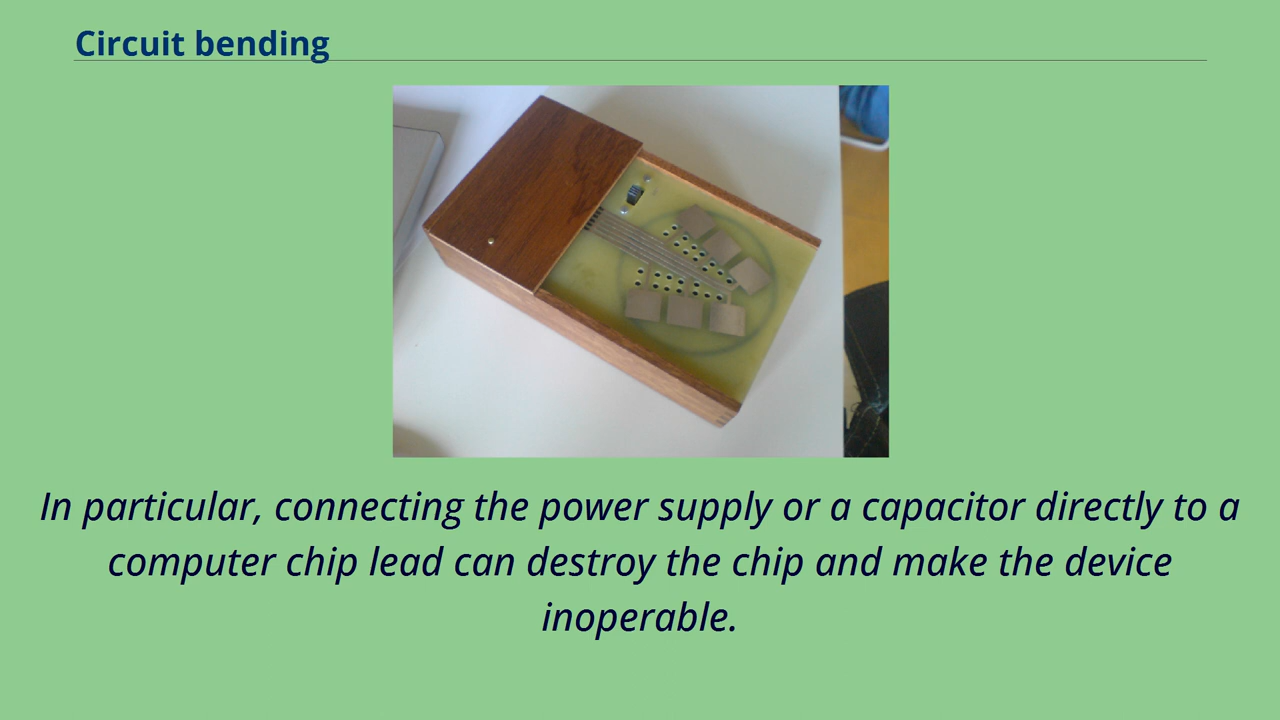 Circuit bending
In particular, connecting the power supply or a capacitor directly to a
computer chip lead can destroy the chip and make the device
inoperable.